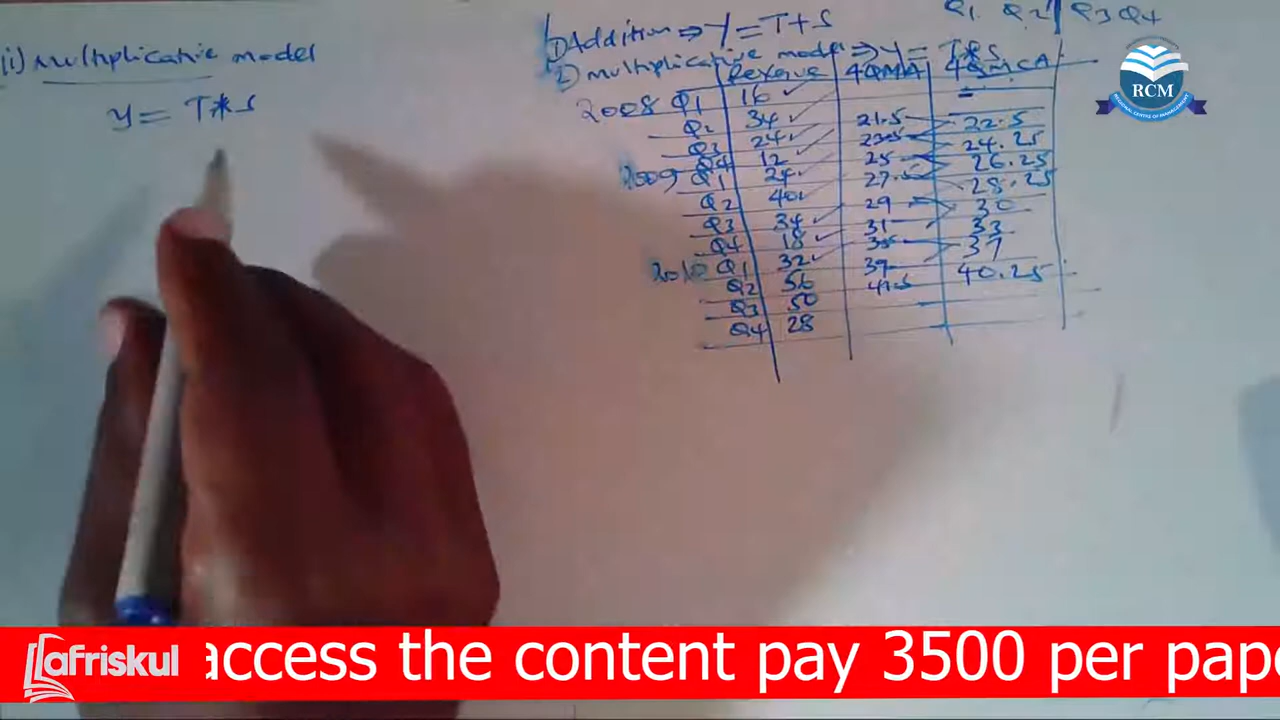 (ii) Multiplicative model
y = T*S
1) Addition ⇒ Y = T+S
Q1 Q2 Q3 Q4
2) multiplicative model ⇒ Y = T*S
Revenue 4QMA 4QMCA
2008 Q1 16
Q2 34 21.5
Q3 24 23.5 22.5
Q4 12 25 24.25
2009 Q1 24 27.5 26.25
Q2 40 29 28.25
Q3 34 31 30
Q4 18 35 33
2010 Q1 32 39 37
Q2 56 41.5 40.25
Q3 50
Q4 28
RCM
REGIONAL CENTRE OF MANAGEMENT
afriskul
access the content pay 3500 per pape